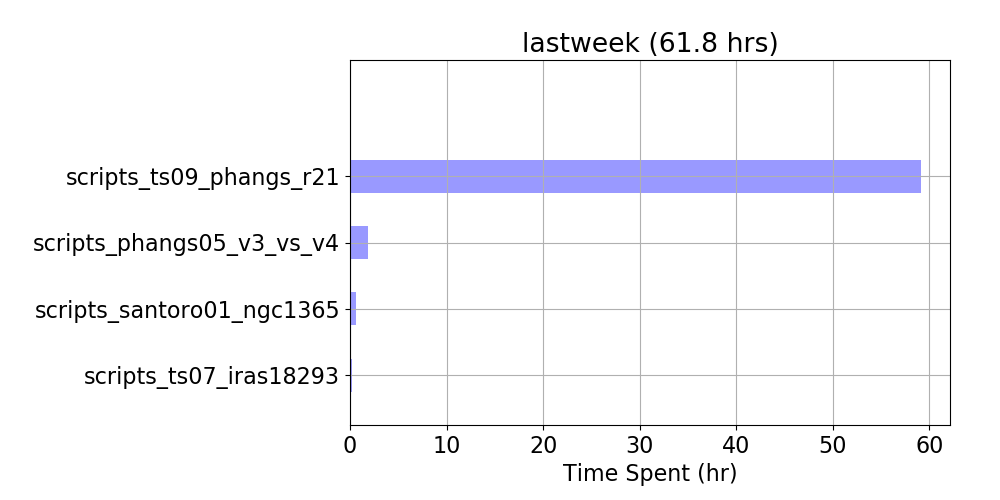 lastweek (61.8 hrs)
scripts_ts09_phangs_r21
scripts_phangs05_v3_vs_v4
scripts_santoro01_ngc1365
scripts_ts07_iras18293
0 10 20 30 40 50 60
Time Spent (hr)